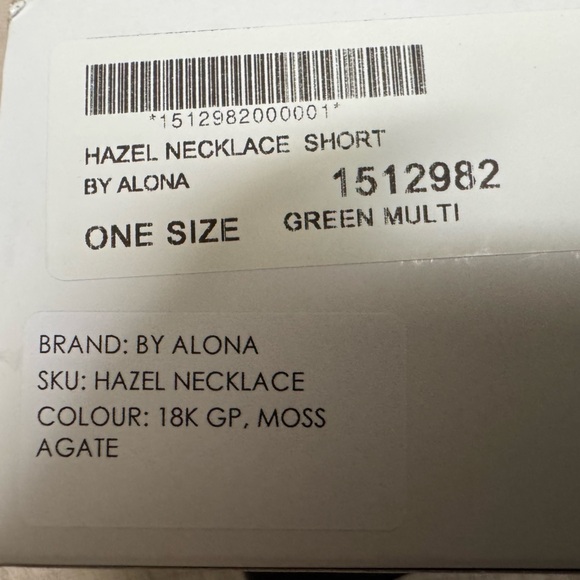 *1512982000001*
HAZEL NECKLACE SHORT
BY ALONA 1512982
ONE SIZE GREEN MULTI
BRAND: BY ALONA
SKU: HAZEL NECKLACE
COLOUR: 18K GP, MOSS
AGATE